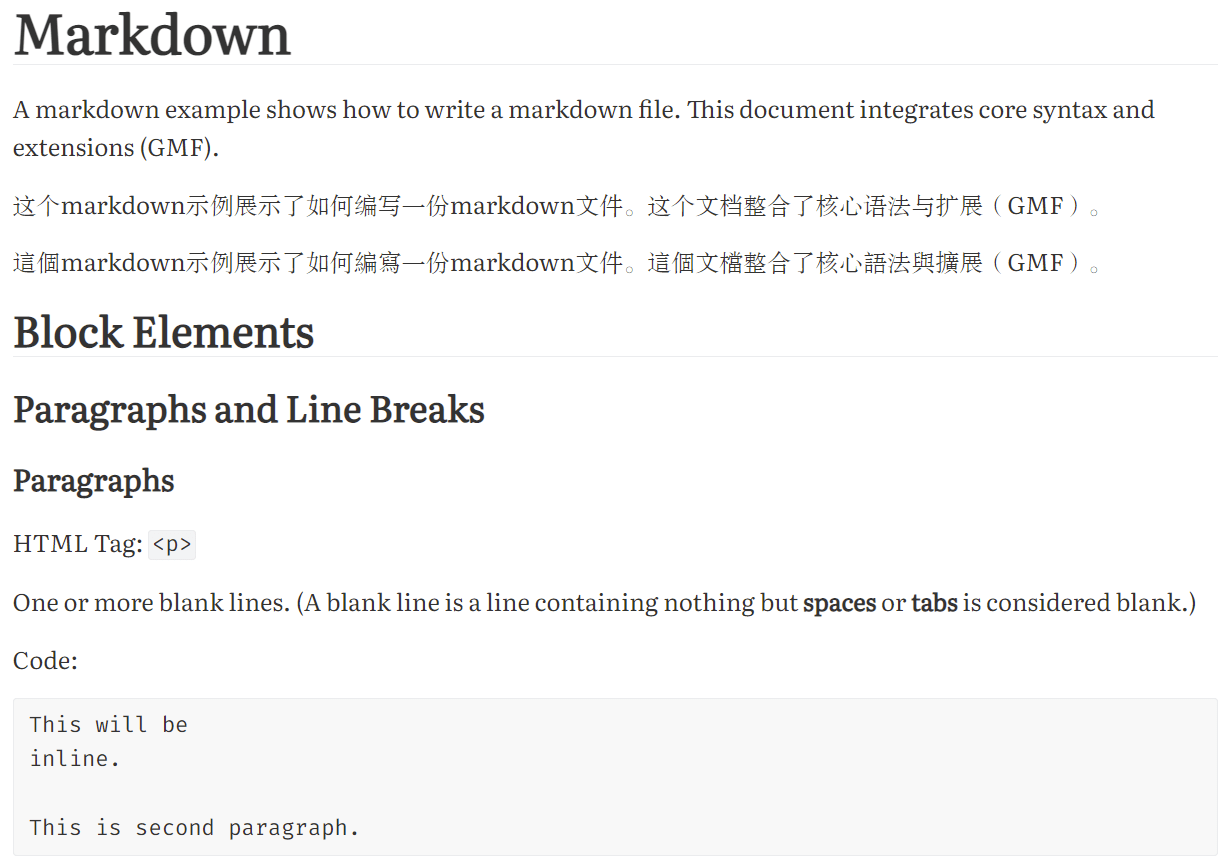 Markdown
A markdown example shows how to write a markdown file. This document integrates core syntax and
extensions (GMF).
这个markdown示例展示了如何编写一份markdown文件。这个文档整合了核心语法与扩展（GMF）。
這個markdown示例展示了如何編寫一份markdown文件。這個文檔整合了核心語法與擴展（GMF）。
Block Elements
Paragraphs and Line Breaks
Paragraphs
HTML Tag: <p>
One or more blank lines. (A blank line is a line containing nothing but spaces or tabs is considered blank.)
Code:
This will be
inline.
This is second paragraph.